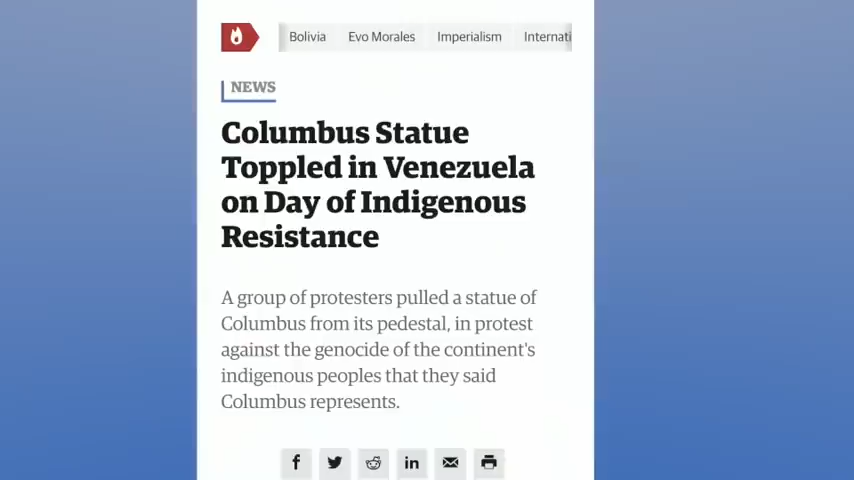 Bolivia Evo Morales Imperialism Internati
NEWS
Columbus Statue
Toppled in Venezuela
on Day of Indigenous
Resistance
A group of protesters pulled a statue of
Columbus from its pedestal, in protest
against the genocide of the continent's
indigenous peoples that they said
Columbus represents.